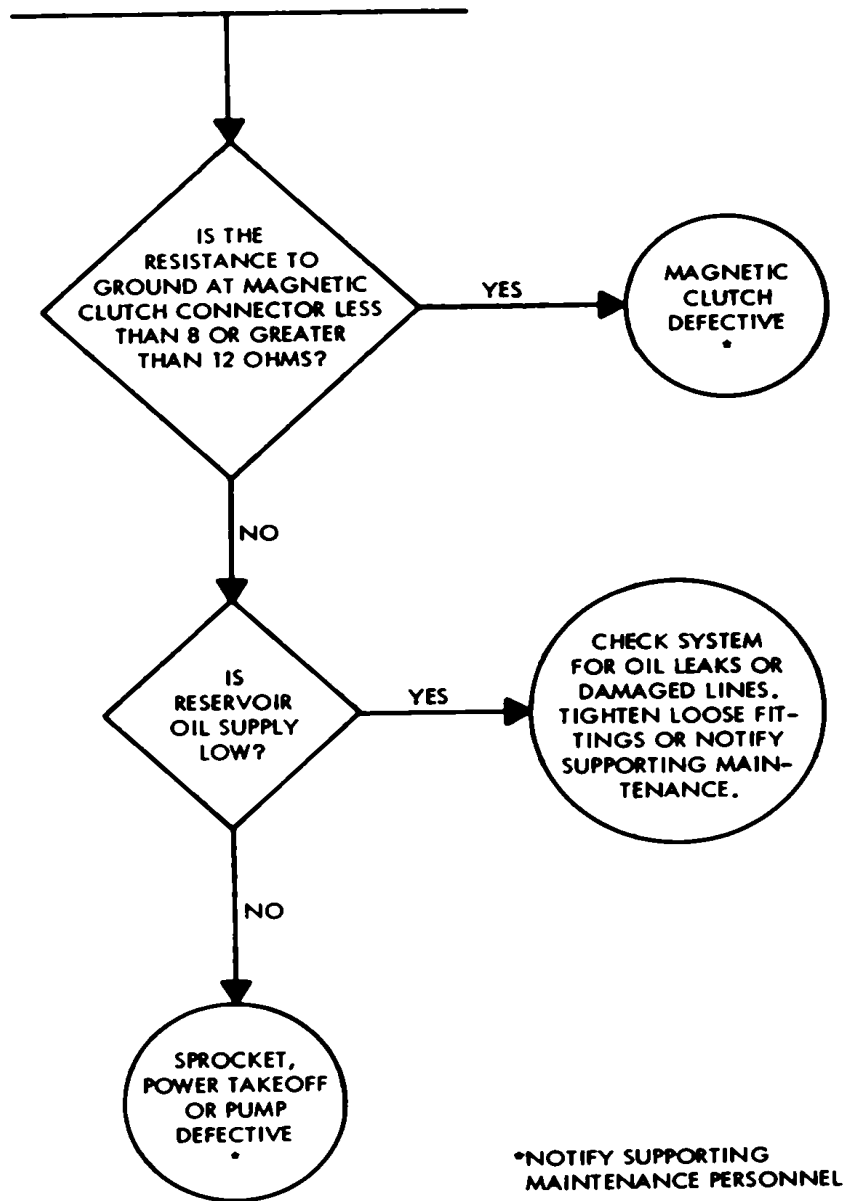 IS THE
RESISTANCE TO
GROUND AT MAGNETIC
CLUTCH CONNECTOR LESS
THAN 8 OR GREATER
THAN 12 OHMS?
YES
MAGNETIC
CLUTCH
DEFECTIVE
*
NO
IS
RESERVOIR
OIL SUPPLY
LOW?
YES
CHECK SYSTEM
FOR OIL LEAKS OR
DAMAGED LINES.
TIGHTEN LOOSE FIT-
TINGS OR NOTIFY
SUPPORTING MAIN-
TENANCE.
NO
SPROCKET,
POWER TAKEOFF
OR PUMP
DEFECTIVE
*
*NOTIFY SUPPORTING
MAINTENANCE PERSONNEL